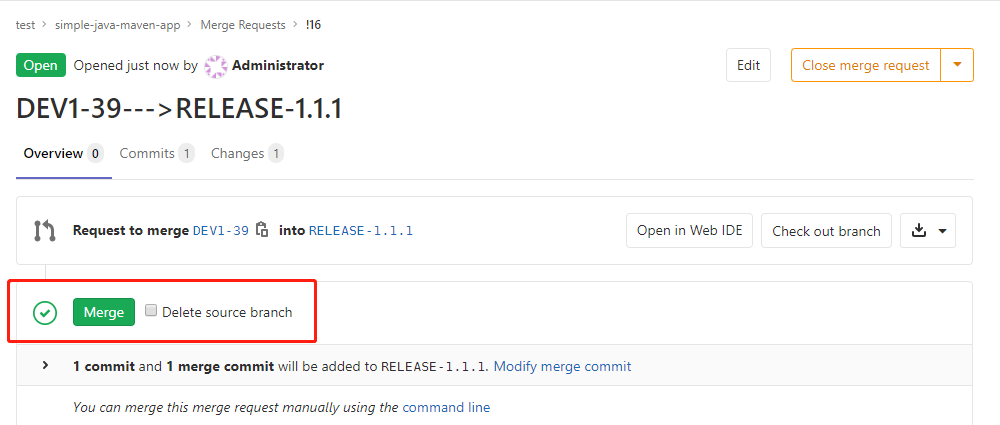 test > simple-java-maven-app > Merge Requests > !16
Open Opened just now by Administrator Edit Close merge request
DEV1-39--->RELEASE-1.1.1
Overview 0 Commits 1 Changes 1
Request to merge DEV1-39 into RELEASE-1.1.1 Open in Web IDE Check out branch
Merge Delete source branch
1 commit and 1 merge commit will be added to RELEASE-1.1.1. Modify merge commit
You can merge this merge request manually using the command line